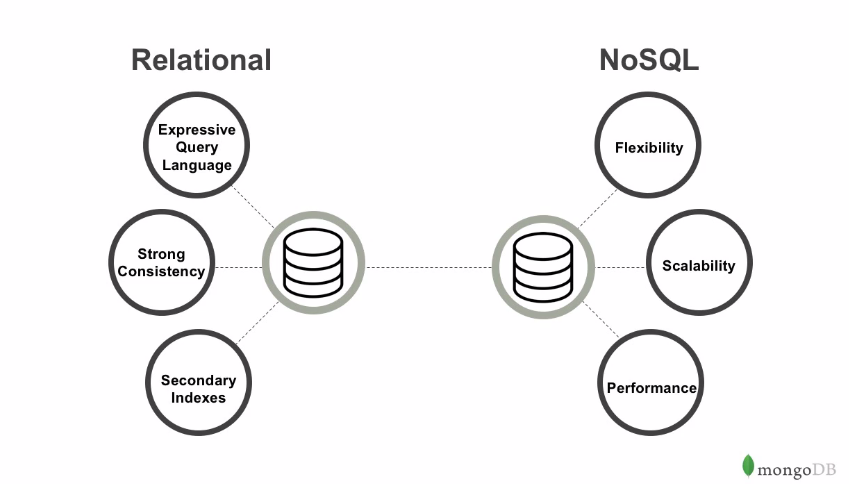 Relational
NoSQL
Expressive
Query
Language
Flexibility
Strong
Consistency
Scalability
Secondary
Indexes
Performance
mongoDB